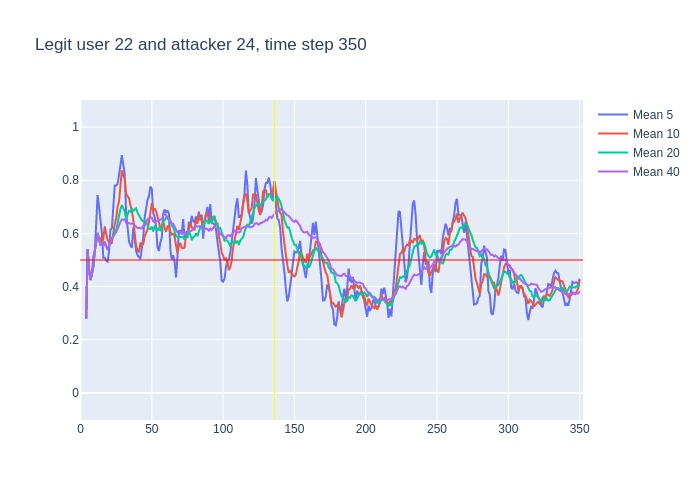 Legit user 22 and attacker 24, time step 350
Mean 5
Mean 10
Mean 20
Mean 40
1
0.8
0.6
0.4
0.2
0
0 50 100 150 200 250 300 350